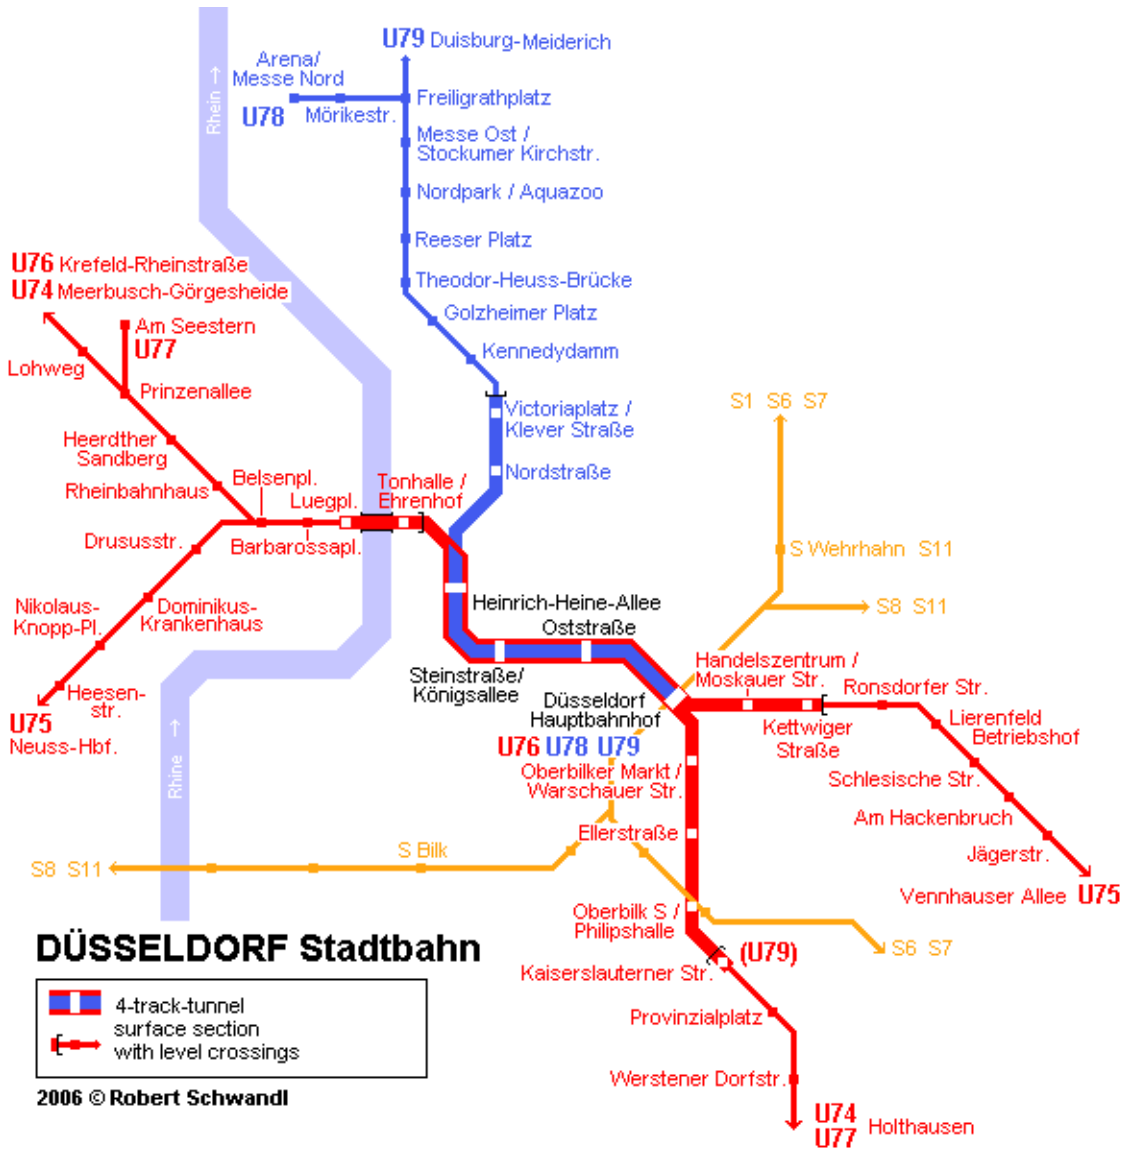 U79 Duisburg-Meiderich
Arena/
Messe Nord
U78
Mörikestr.
Freiligrathplatz
Messe Ost /
Stockumer Kirchstr.
Nordpark / Aquazoo
Reeser Platz
Theodor-Heuss-Brücke
Golzheimer Platz
Kennedydamm
Victoriaplatz /
Klever Straße
Nordstraße
Rhein →
U76 Krefeld-Rheinstraße
U74 Meerbusch-Görgesheide
Am Seestern
U77
Lohweg
Prinzenallee
Heerdther
Sandberg
Rheinbahnhaus
Belsenpl.
Luegpl.
Tonhalle /
Ehrenhof
Barbarossapl.
Drususstr.
Nikolaus-
Knopp-Pl.
Dominikus-
Krankenhaus
Heesen-
str.
U75
Neuss-Hbf.
Rhine →
Heinrich-Heine-Allee
Oststraße
Steinstraße/
Königsallee
Düsseldorf
Hauptbahnhof
U76 U78 U79
S1 S6 S7
S Wehrhahn S11
S8 S11
Handelszentrum /
Moskauer Str.
Kettwiger
Straße
Ronsdorfer Str.
Lierenfeld
Betriebshof
Schlesische Str.
Am Hackenbruch
Jägerstr.
Vennhauser Allee U75
Oberbilker Markt /
Warschauer Str.
Ellerstraße
S Bilk
S8 S11
Oberbilk S /
Philipshalle
S6 S7
(U79)
Kaiserslauterner Str.
Provinzialplatz
Werstener Dorfstr.
U74
U77
Holthausen
DÜSSELDORF Stadtbahn
4-track-tunnel
surface section
with level crossings
2006 © Robert Schwandl